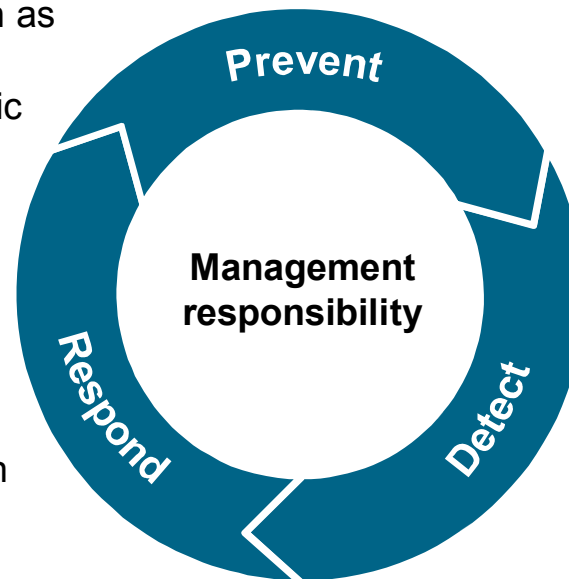 as
Prevent
ic
Management
responsibility
Respond
Detect